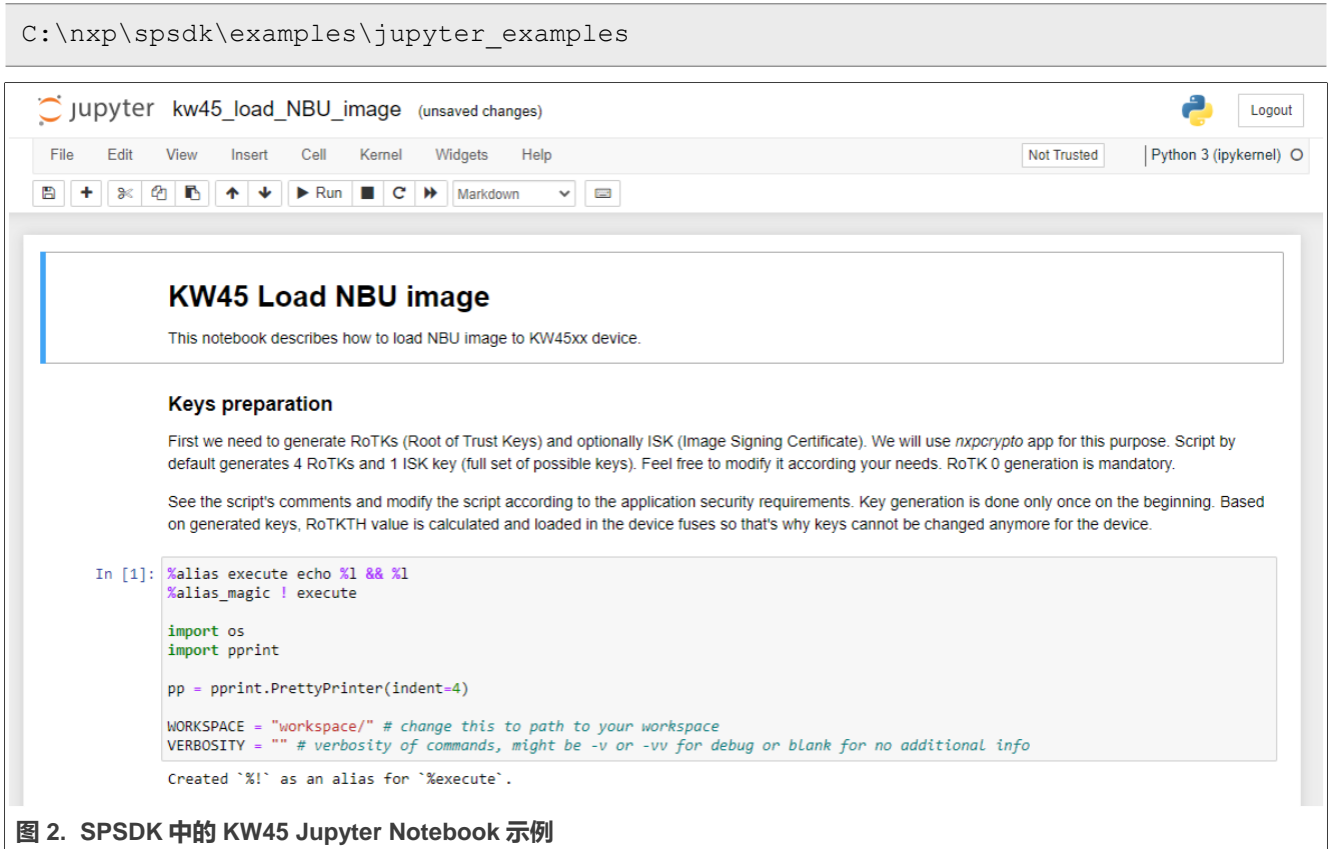 C:\nxp\spsdk\examples\jupyter_examples
jupyter kw45_load_NBU_image (unsaved changes)
Logout
File Edit View Insert Cell Kernel Widgets Help
Not Trusted
Python 3 (ipykernel)
Run
Markdown
KW45 Load NBU image
This notebook describes how to load NBU image to KW45xx device.
Keys preparation
First we need to generate RoTKs (Root of Trust Keys) and optionally ISK (Image Signing Certificate). We will use nxpcrypto app for this purpose. Script by
default generates 4 RoTKs and 1 ISK key (full set of possible keys). Feel free to modify it according your needs. RoTK 0 generation is mandatory.
See the script's comments and modify the script according to the application security requirements. Key generation is done only once on the beginning. Based
on generated keys, RoTKTH value is calculated and loaded in the device fuses so that's why keys cannot be changed anymore for the device.
In [1]: %alias execute echo %l && %l
%alias_magic ! execute
import os
import pprint
pp = pprint.PrettyPrinter(indent=4)
WORKSPACE = "workspace/" # change this to path to your workspace
VERBOSITY = "" # verbosity of commands, might be -v or -vv for debug or blank for no additional info
Created `%!` as an alias for `%execute`.
图 2. SPSDK 中的 KW45 Jupyter Notebook 示例